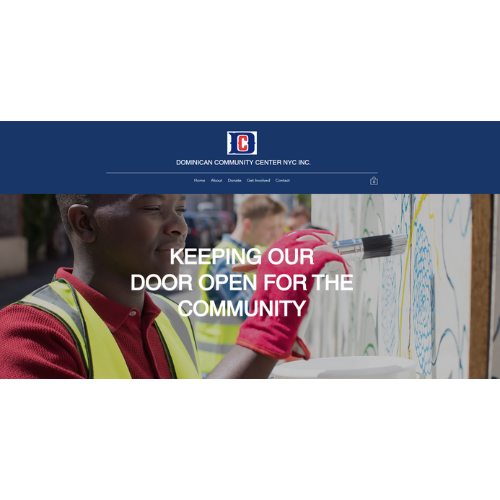 DC
DOMINICAN COMMUNITY CENTER NYC INC.
Home About Donate Get Involved Contact
0
KEEPING OUR
DOOR OPEN FOR THE
COMMUNITY